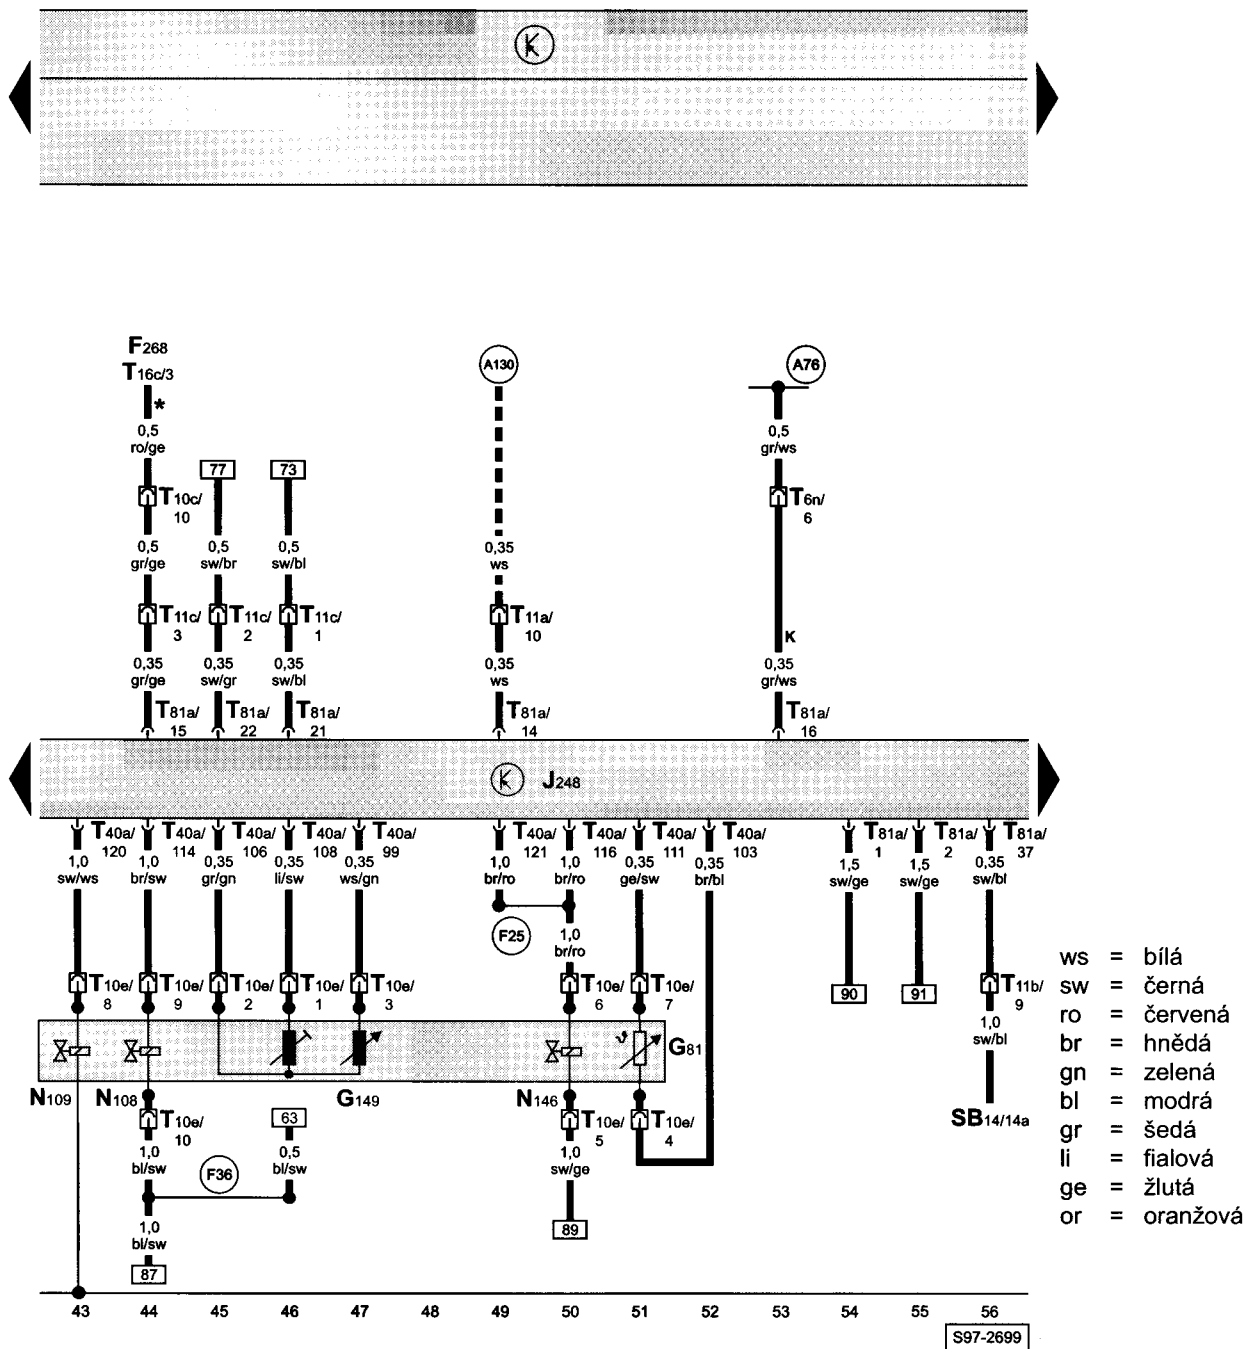 F268
T16c/3
A130
A76
*
0,5
ro/ge
0,5
gr/ws
77
73
T10c/
10
T6n/
6
0,5
gr/ge
0,5
sw/br
0,5
sw/bl
0,35
ws
T11c/
3
T11c/
2
T11c/
1
T11a/
10
K
0,35
gr/ge
0,35
sw/gr
0,35
sw/bl
0,35
ws
0,35
gr/ws
T81a/
15
T81a/
22
T81a/
21
T81a/
14
T81a/
16
J248
T40a/
120
T40a/
114
T40a/
106
T40a/
108
T40a/
99
T40a/
121
T40a/
116
T40a/
111
T40a/
103
T81a/
1
T81a/
2
T81a/
37
1,0
sw/ws
1,0
br/sw
0,35
gr/gn
0,35
li/sw
0,35
ws/gn
1,0
br/ro
1,0
br/ro
0,35
ge/sw
0,35
br/bl
1,5
sw/ge
1,5
sw/ge
0,35
sw/bl
F25
1,0
br/ro
T10e/
8
T10e/
9
T10e/
2
T10e/
1
T10e/
3
T10e/
6
T10e/
7
90
91
T11b/
9
1,0
sw/bl
G81
N109
N108
G149
N146
SB14/14a
T10e/
10
63
T10e/
5
T10e/
4
1,0
bl/sw
F36
0,5
bl/sw
1,0
sw/ge
1,0
bl/sw
89
87
43 44 45 46 47 48 49 50 51 52 53 54 55 56
S97-2699
ws = bílá
sw = černá
ro = červená
br = hnědá
gn = zelená
bl = modrá
gr = šedá
li = fialová
ge = žlutá
or = oranžová